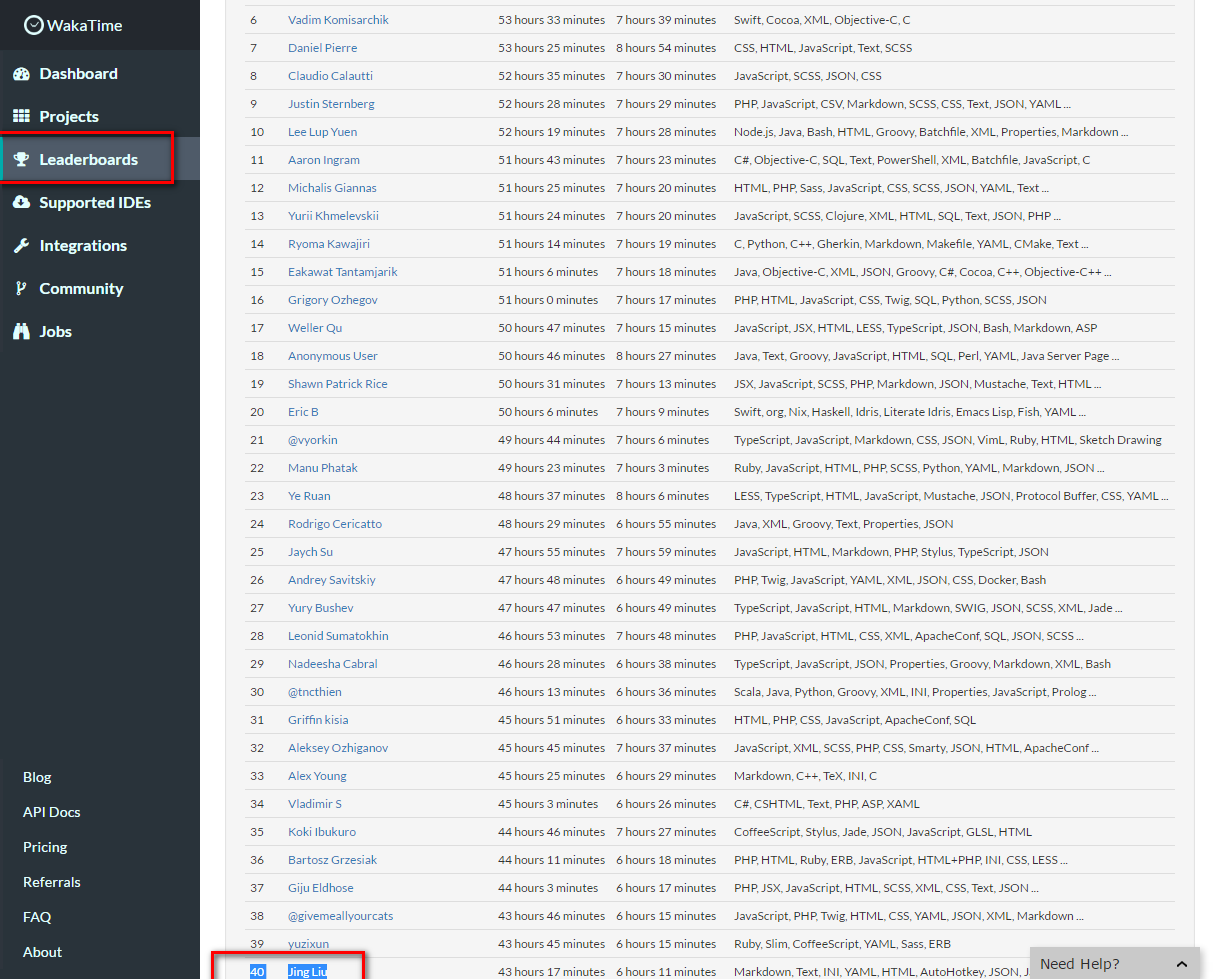 WakaTime
Dashboard
Projects
Leaderboards
Supported IDEs
Integrations
Community
Jobs
Blog
API Docs
Pricing
Referrals
FAQ
About
6 Vadim Komisarchik 53 hours 33 minutes 7 hours 39 minutes Swift, Cocoa, XML, Objective-C, C
7 Daniel Pierre 53 hours 25 minutes 8 hours 54 minutes CSS, HTML, JavaScript, Text, SCSS
8 Claudio Calautti 52 hours 35 minutes 7 hours 30 minutes JavaScript, SCSS, JSON, CSS
9 Justin Sternberg 52 hours 28 minutes 7 hours 29 minutes PHP, JavaScript, CSV, Markdown, SCSS, CSS, Text, JSON, YAML ...
10 Lee Lup Yuen 52 hours 19 minutes 7 hours 28 minutes Node.js, Java, Bash, HTML, Groovy, Batchfile, XML, Properties, Markdown ...
11 Aaron Ingram 51 hours 43 minutes 7 hours 23 minutes C#, Objective-C, SQL, Text, PowerShell, XML, Batchfile, JavaScript, C
12 Michalis Giannas 51 hours 25 minutes 7 hours 20 minutes HTML, PHP, Sass, JavaScript, CSS, SCSS, JSON, YAML, Text ...
13 Yurii Khmelevskii 51 hours 24 minutes 7 hours 20 minutes JavaScript, SCSS, Clojure, XML, HTML, SQL, Text, JSON, PHP ...
14 Ryoma Kawajiri 51 hours 14 minutes 7 hours 19 minutes C, Python, C++, Gherkin, Markdown, Makefile, YAML, CMake, Text ...
15 Eakawat Tantamjarik 51 hours 6 minutes 7 hours 18 minutes Java, Objective-C, XML, JSON, Groovy, C#, Cocoa, C++, Objective-C++ ...
16 Grigory Ozhegov 51 hours 0 minutes 7 hours 17 minutes PHP, HTML, JavaScript, CSS, Twig, SQL, Python, SCSS, JSON
17 Weller Qu 50 hours 47 minutes 7 hours 15 minutes JavaScript, JSX, HTML, LESS, TypeScript, JSON, Bash, Markdown, ASP
18 Anonymous User 50 hours 46 minutes 8 hours 27 minutes Java, Text, Groovy, JavaScript, HTML, SQL, Perl, YAML, Java Server Page ...
19 Shawn Patrick Rice 50 hours 31 minutes 7 hours 13 minutes JSX, JavaScript, SCSS, PHP, Markdown, JSON, Mustache, Text, HTML ...
20 Eric B 50 hours 6 minutes 7 hours 9 minutes Swift, org, Nix, Haskell, Idris, Literate Idris, Emacs Lisp, Fish, YAML ...
21 @vyorkin 49 hours 44 minutes 7 hours 6 minutes TypeScript, JavaScript, Markdown, CSS, JSON, VimL, Ruby, HTML, Sketch Drawing
22 Manu Phatak 49 hours 23 minutes 7 hours 3 minutes Ruby, JavaScript, HTML, PHP, SCSS, Python, YAML, Markdown, JSON ...
23 Ye Ruan 48 hours 37 minutes 8 hours 6 minutes LESS, TypeScript, HTML, JavaScript, Mustache, JSON, Protocol Buffer, CSS, YAML ...
24 Rodrigo Cericatto 48 hours 29 minutes 6 hours 55 minutes Java, XML, Groovy, Text, Properties, JSON
25 Jaych Su 47 hours 55 minutes 7 hours 59 minutes JavaScript, HTML, Markdown, PHP, Stylus, TypeScript, JSON
26 Andrey Savitskiy 47 hours 48 minutes 6 hours 49 minutes PHP, Twig, JavaScript, YAML, XML, JSON, CSS, Docker, Bash
27 Yury Bushev 47 hours 47 minutes 6 hours 49 minutes TypeScript, JavaScript, HTML, Markdown, SWIG, JSON, SCSS, XML, Jade ...
28 Leonid Sumatokhin 46 hours 53 minutes 7 hours 48 minutes PHP, JavaScript, HTML, CSS, XML, ApacheConf, SQL, JSON, SCSS ...
29 Nadeesha Cabral 46 hours 28 minutes 6 hours 38 minutes TypeScript, JavaScript, JSON, Properties, Groovy, Markdown, XML, Bash
30 @tncthien 46 hours 13 minutes 6 hours 36 minutes Scala, Java, Python, Groovy, XML, INI, Properties, JavaScript, Prolog ...
31 Griffin kisia 45 hours 51 minutes 6 hours 33 minutes HTML, PHP, CSS, JavaScript, ApacheConf, SQL
32 Aleksey Ozhiganov 45 hours 45 minutes 7 hours 37 minutes JavaScript, XML, SCSS, PHP, CSS, Smarty, JSON, HTML, ApacheConf ...
33 Alex Young 45 hours 25 minutes 6 hours 29 minutes Markdown, C++, TeX, INI, C
34 Vladimir S 45 hours 3 minutes 6 hours 26 minutes C#, CSHTML, Text, PHP, ASP, XAML
35 Koki Ibukuro 44 hours 46 minutes 7 hours 27 minutes CoffeeScript, Stylus, Jade, JSON, JavaScript, GLSL, HTML
36 Bartosz Grzesiak 44 hours 11 minutes 6 hours 18 minutes PHP, HTML, Ruby, ERB, JavaScript, HTML+PHP, INI, CSS, LESS ...
37 Giju Eldhose 44 hours 3 minutes 6 hours 17 minutes PHP, JSX, JavaScript, HTML, SCSS, XML, CSS, Text, JSON ...
38 @givemeallyourcats 43 hours 46 minutes 6 hours 15 minutes JavaScript, PHP, Twig, HTML, CSS, YAML, JSON, XML, Markdown ...
39 yuzixun 43 hours 45 minutes 6 hours 15 minutes Ruby, Slim, CoffeeScript, YAML, Sass, ERB
40 Jing Liu 43 hours 17 minutes 6 hours 11 minutes Markdown, Text, INI, YAML, HTML, AutoHotkey, JSON, J
Need Help?